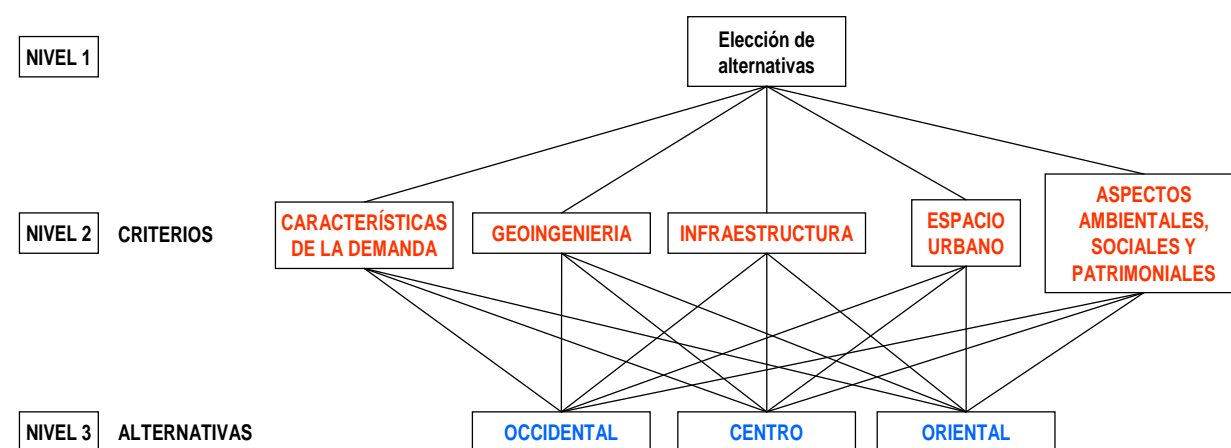 NIVEL 1
Elección de
alternativas
NIVEL 2
CRITERIOS
CARACTERÍSTICAS
DE LA DEMANDA
GEOINGENIERIA
INFRAESTRUCTURA
ESPACIO
URBANO
ASPECTOS
AMBIENTALES,
SOCIALES Y
PATRIMONIALES
NIVEL 3
ALTERNATIVAS
OCCIDENTAL
CENTRO
ORIENTAL